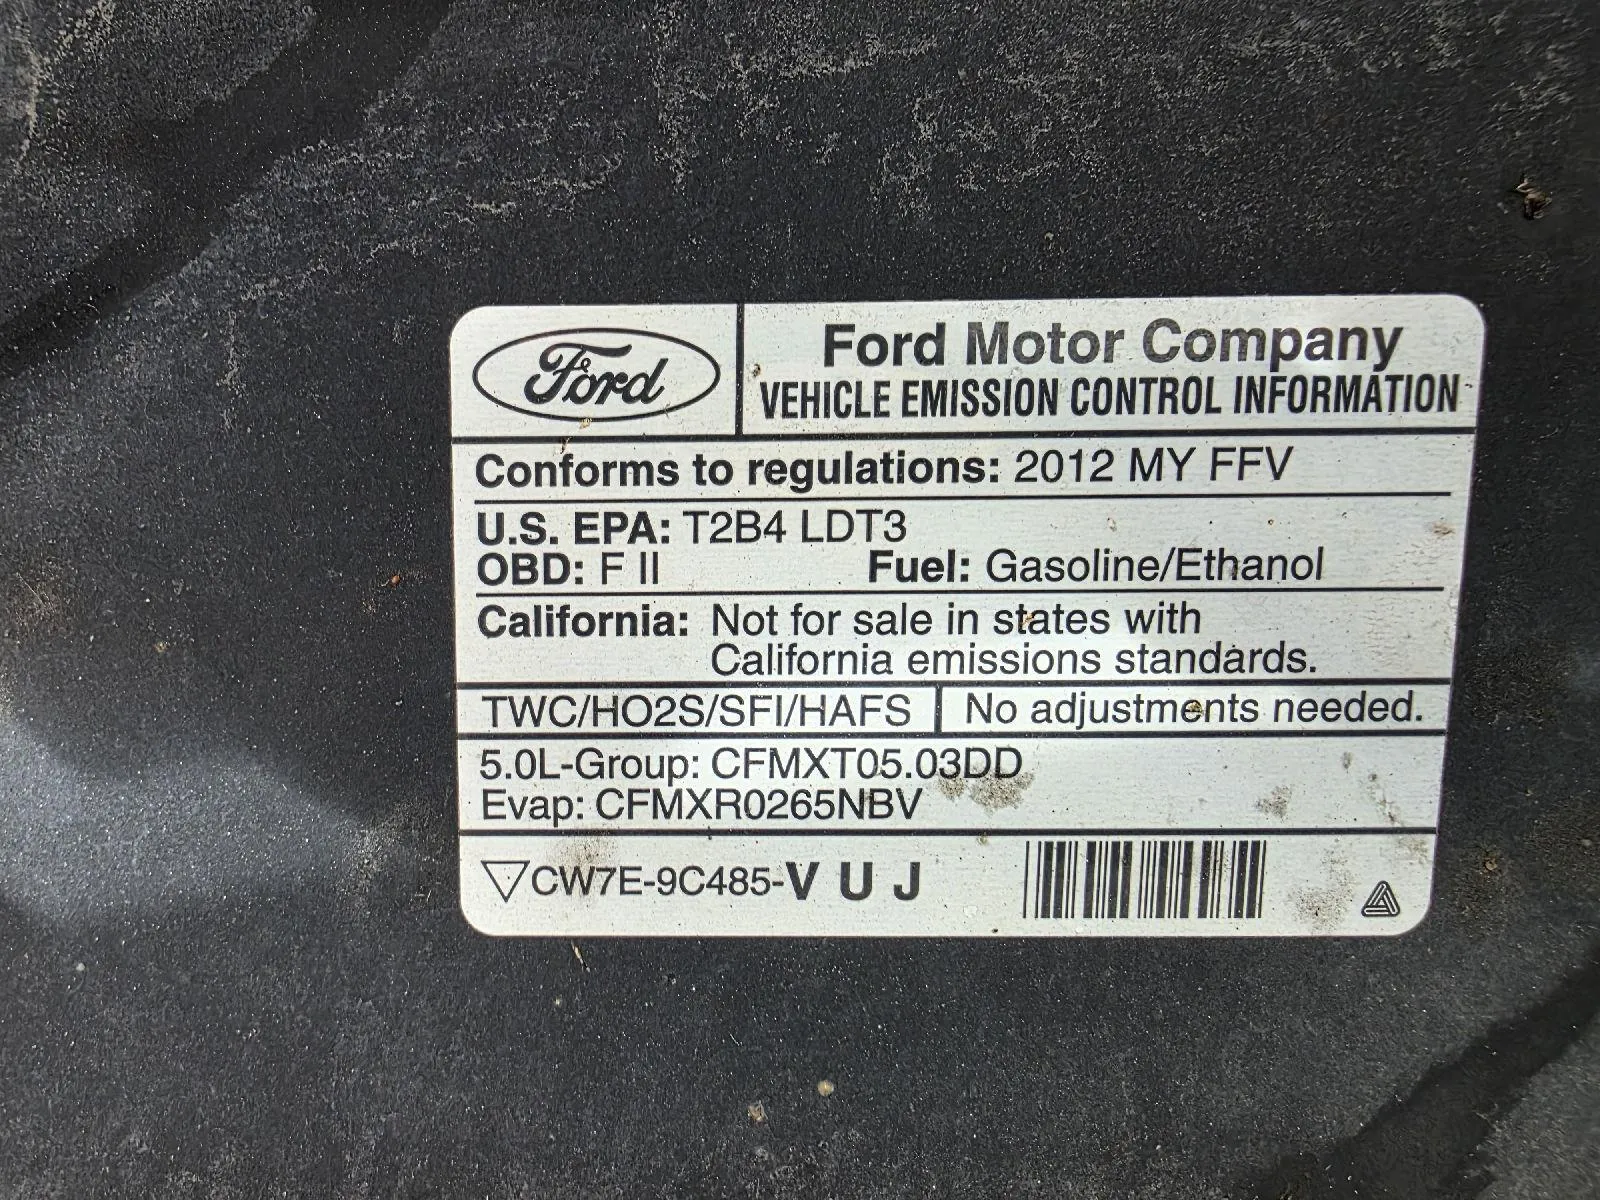 Ford
Ford Motor Company
VEHICLE EMISSION CONTROL INFORMATION
Conforms to regulations: 2012 MY FFV
U.S. EPA: T2B4 LDT3
OBD: F II Fuel: Gasoline/Ethanol
California: Not for sale in states with
California emissions standards.
TWC/HO2S/SFI/HAFS No adjustments needed.
5.0L-Group: CFMXT05.03DD
Evap: CFMXR0265NBV
CW7E-9C485-V U J